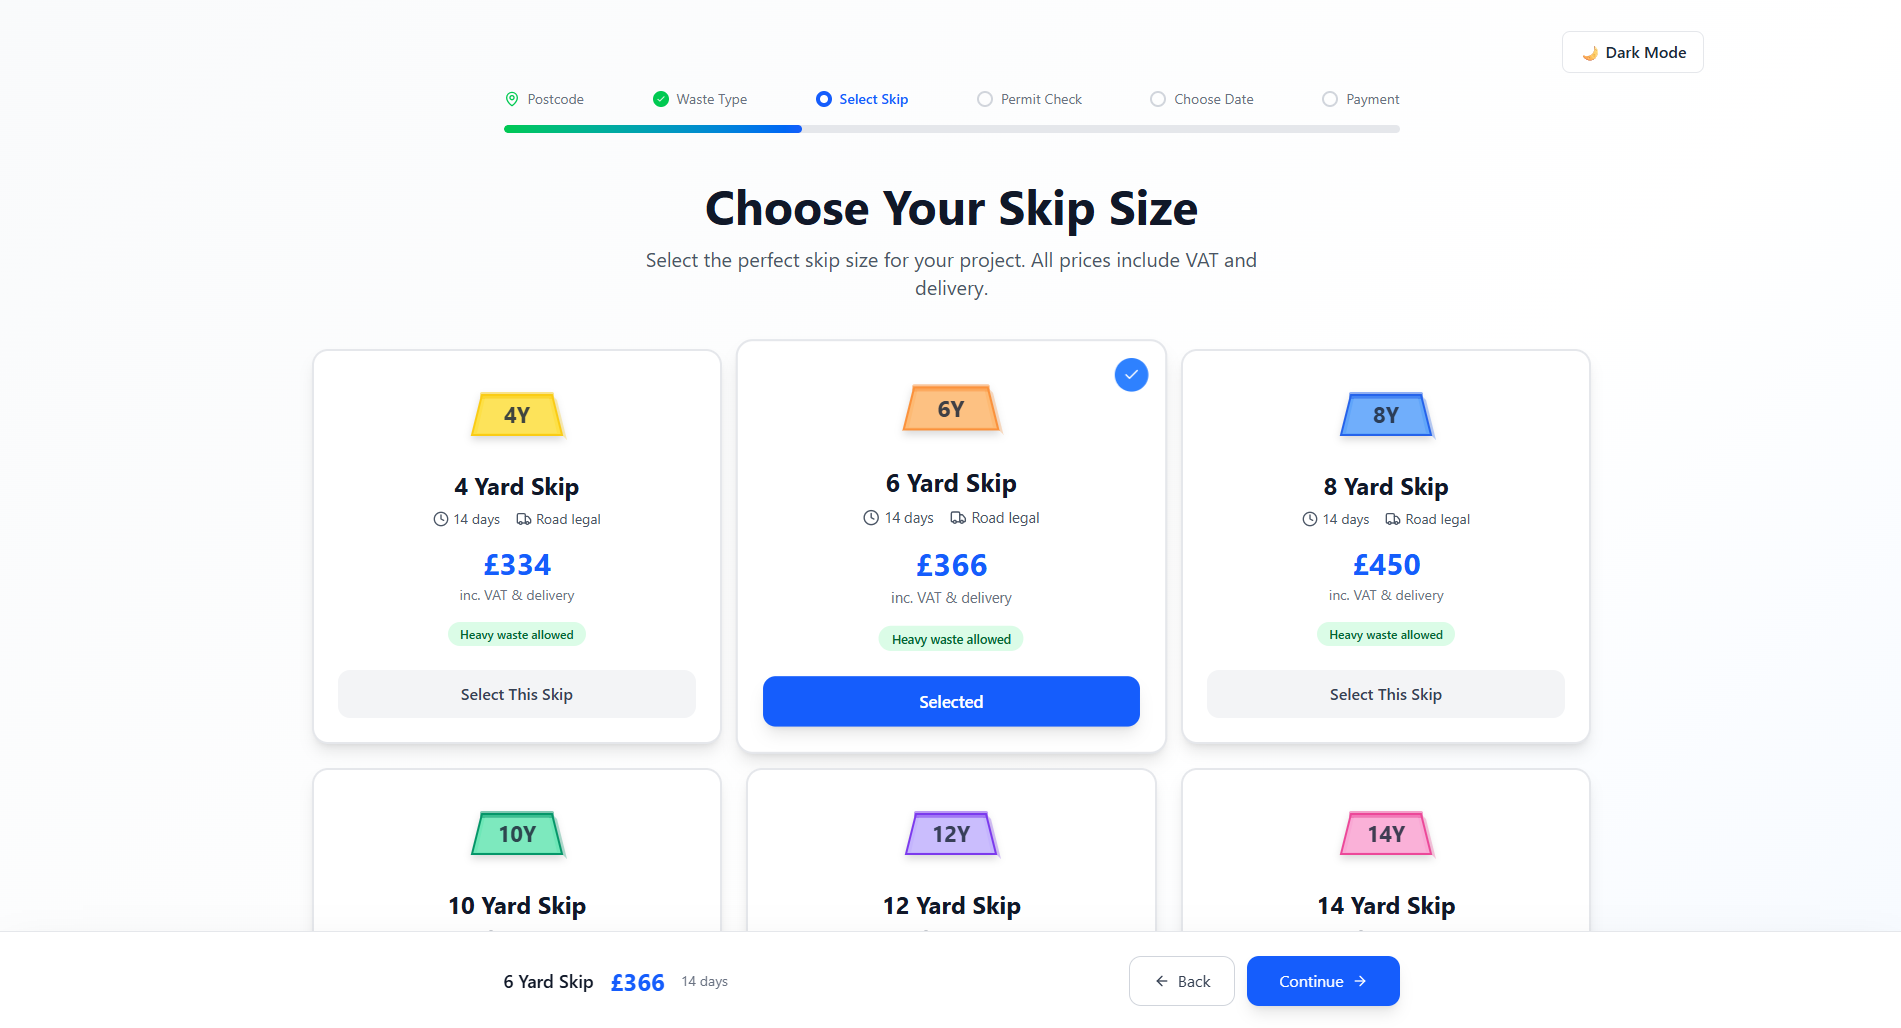 🌙 Dark Mode
Postcode
Waste Type
Select Skip
Permit Check
Choose Date
Payment
Choose Your Skip Size
Select the perfect skip size for your project. All prices include VAT and
delivery.
4Y
4 Yard Skip
14 days
Road legal
£334
inc. VAT & delivery
Heavy waste allowed
Select This Skip
6Y
6 Yard Skip
14 days
Road legal
£366
inc. VAT & delivery
Heavy waste allowed
Selected
8Y
8 Yard Skip
14 days
Road legal
£450
inc. VAT & delivery
Heavy waste allowed
Select This Skip
10Y
10 Yard Skip
12Y
12 Yard Skip
14Y
14 Yard Skip
6 Yard Skip £366 14 days
← Back
Continue →